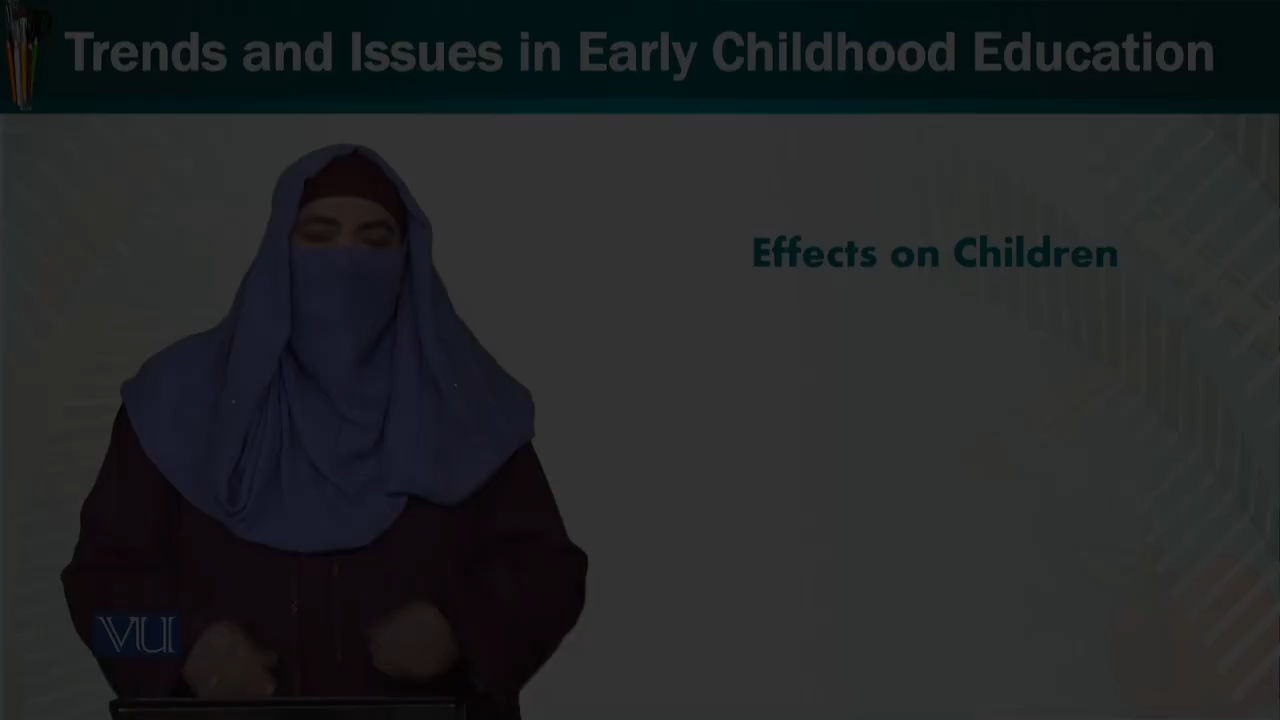 Trends and Issues in Early Childhood Education
Effects on Children
VU